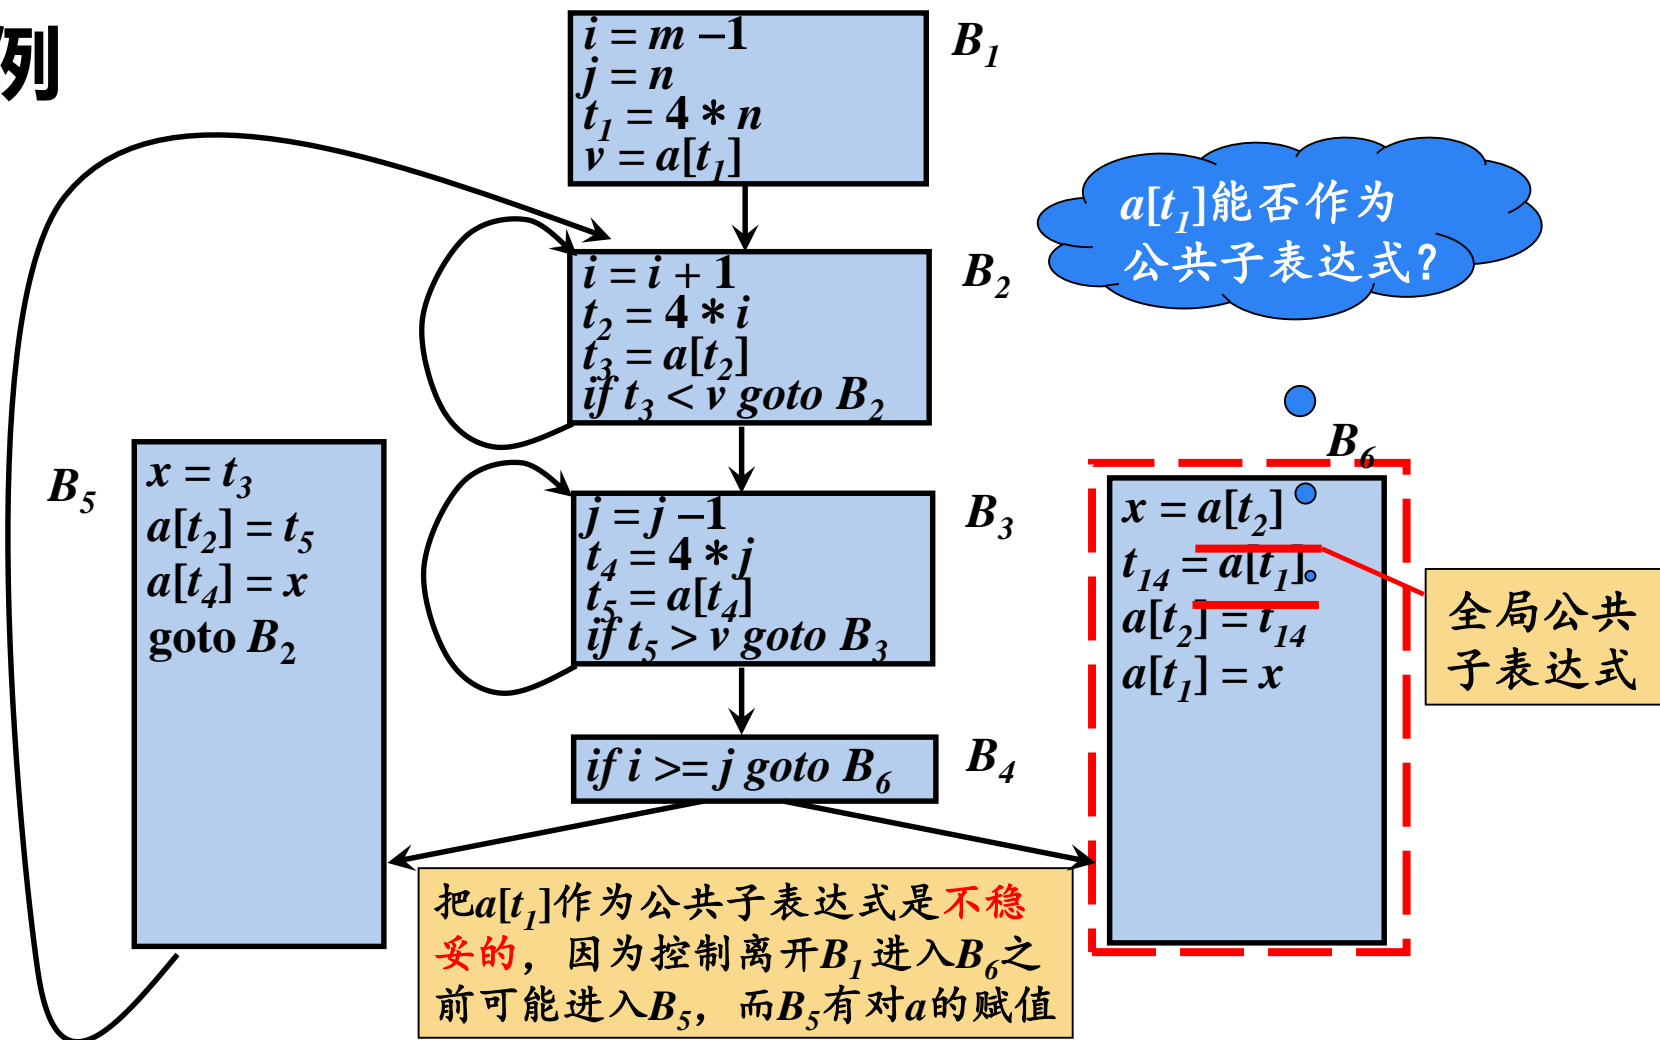 例
i = m −1
j = n
t1 = 4 * n
v = a[t1]
B1
a[t1]能否作为
公共子表达式?
i = i + 1
t2 = 4 * i
t3 = a[t2]
if t3 < v goto B2
B2
B5
x = t3
a[t2] = t5
a[t4] = x
goto B2
j = j −1
t4 = 4 * j
t5 = a[t4]
if t5 > v goto B3
B3
B6
x = a[t2]
t14 = a[t1]
a[t2] = t14
a[t1] = x
全局公共
子表达式
if i >= j goto B6
B4
把a[t1]作为公共子表达式是不稳
妥的，因为控制离开B1进入B6之
前可能进入B5，而B5有对a的赋值